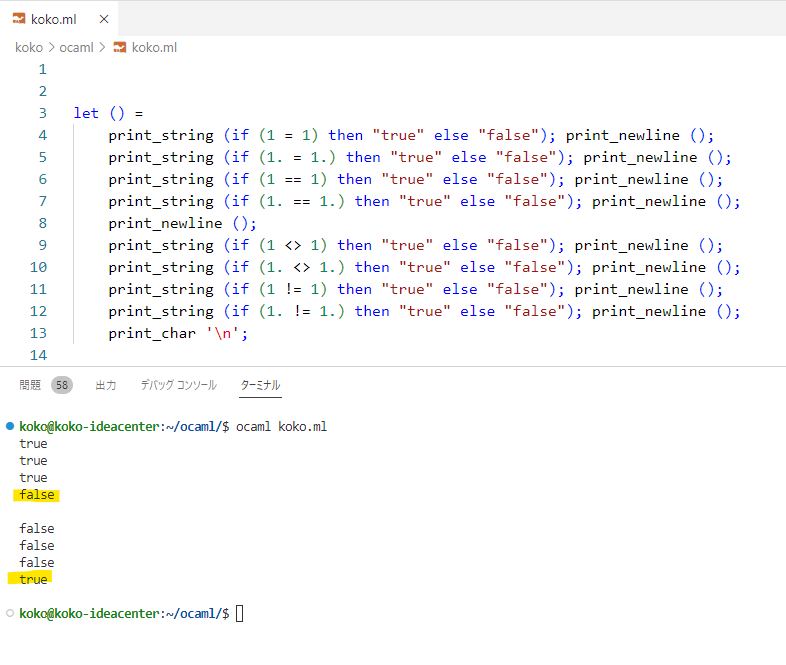 koko.ml ×
koko > ocaml > koko.ml
1
2
3 let () =
4 print_string (if (1 = 1) then "true" else "false"); print_newline ();
5 print_string (if (1. = 1.) then "true" else "false"); print_newline ();
6 print_string (if (1 == 1) then "true" else "false"); print_newline ();
7 print_string (if (1. == 1.) then "true" else "false"); print_newline ();
8 print_newline ();
9 print_string (if (1 <> 1) then "true" else "false"); print_newline ();
10 print_string (if (1. <> 1.) then "true" else "false"); print_newline ();
11 print_string (if (1 != 1) then "true" else "false"); print_newline ();
12 print_string (if (1. != 1.) then "true" else "false"); print_newline ();
13 print_char '\n';
14
問題 58 出力 デバッグ コンソール ターミナル
koko@koko-ideacenter:~/ocaml/$ ocaml koko.ml
true
true
true
false
false
false
false
true
koko@koko-ideacenter:~/ocaml/$